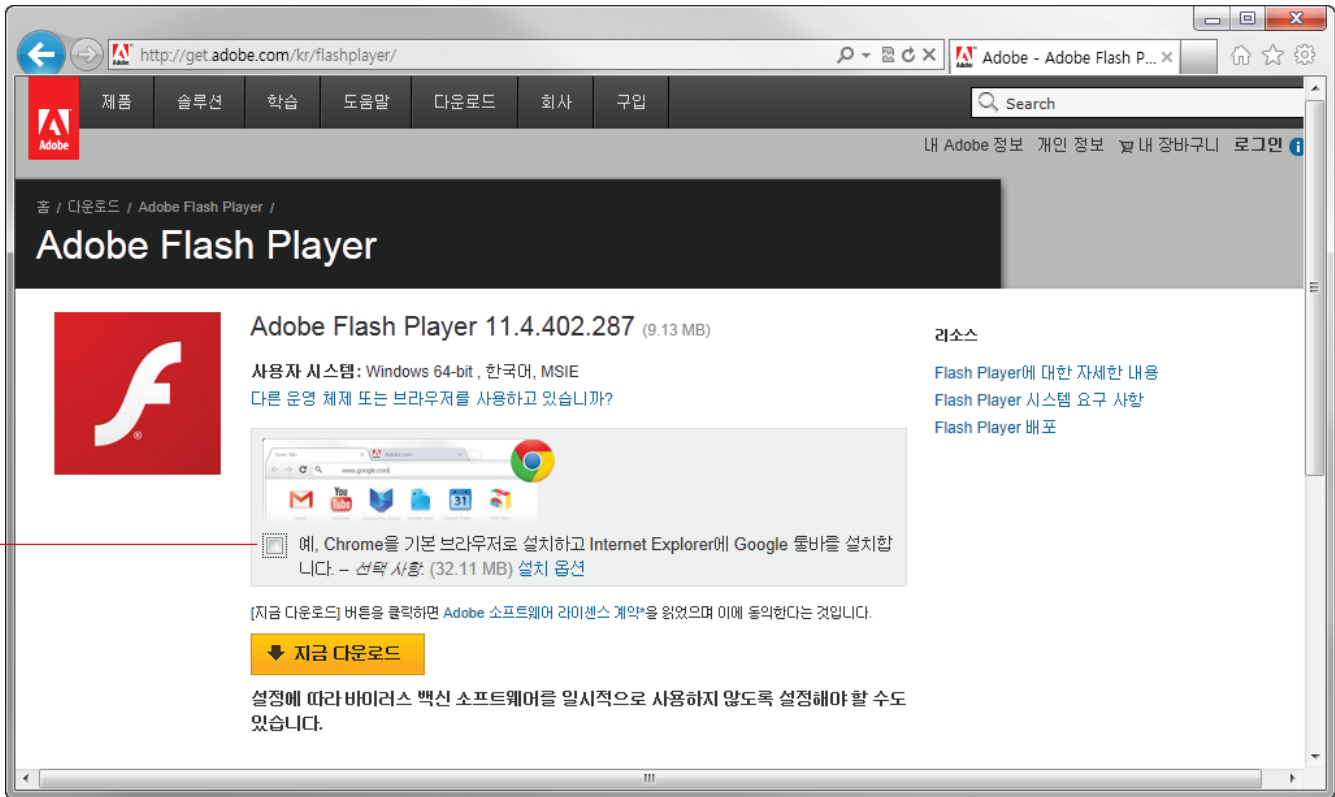 http://get.adobe.com/kr/flashplayer/
Adobe - Adobe Flash P...
Adobe
제품 솔루션 학습 도움말 다운로드 회사 구입
Search
내 Adobe 정보 개인 정보 내 장바구니 로그인
홈 / 다운로드 / Adobe Flash Player /
Adobe Flash Player
Adobe Flash Player 11.4.402.287 (9.13 MB)
사용자 시스템: Windows 64-bit , 한국어, MSIE
다른 운영 체제 또는 브라우저를 사용하고 있습니까?
New Tab
Adobe.com
www.google.com
You
Tube
31
예, Chrome을 기본 브라우저로 설치하고 Internet Explorer에 Google 툴바를 설치합
니다. – 선택 사항. (32.11 MB) 설치 옵션
[지금 다운로드] 버튼을 클릭하면 Adobe 소프트웨어 라이센스 계약*을 읽었으며 이에 동의한다는 것입니다.
지금 다운로드
설정에 따라 바이러스 백신 소프트웨어를 일시적으로 사용하지 않도록 설정해야 할 수도
있습니다.
리소스
Flash Player에 대한 자세한 내용
Flash Player 시스템 요구 사항
Flash Player 배포